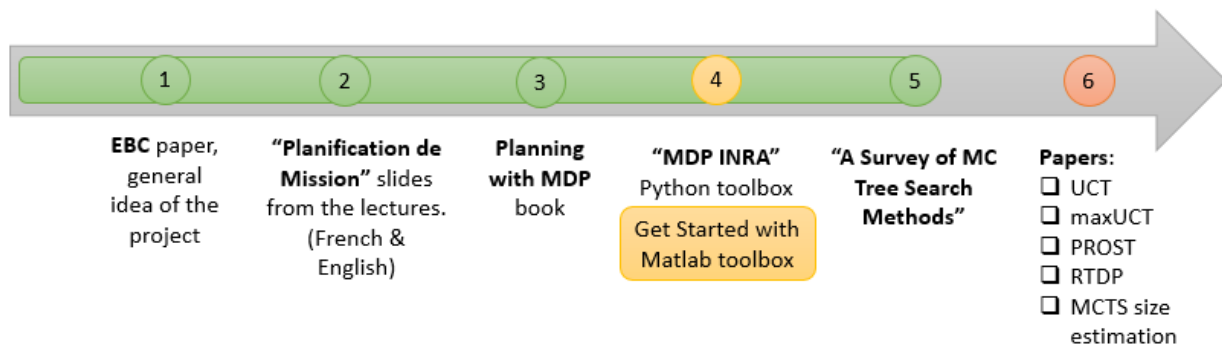 1
2
3
4
5
6
EBC paper,
general
idea of the
project
“Planification de
Mission” slides
from the lectures.
(French &
English)
Planning
with MDP
book
“MDP INRA”
Python toolbox
Get Started with
Matlab toolbox
“A Survey of MC
Tree Search
Methods”
Papers:
❑ UCT
❑ maxUCT
❑ PROST
❑ RTDP
❑ MCTS size
estimation